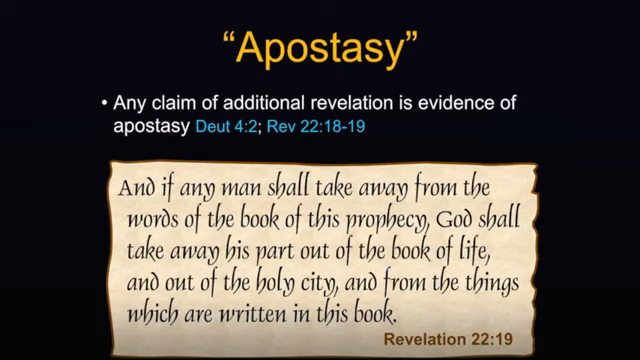 “Apostasy”
• Any claim of additional revelation is evidence of
apostasy Deut 4:2; Rev 22:18-19
And if any man shall take away from the
words of the book of this prophecy, God shall
take away his part out of the book of life,
and out of the holy city, and from the things
which are written in this book.
Revelation 22:19